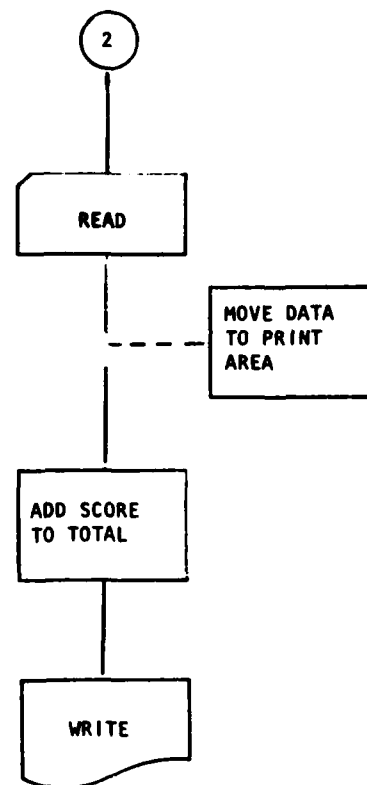 2
READ
MOVE DATA
TO PRINT
AREA
ADD SCORE
TO TOTAL
WRITE